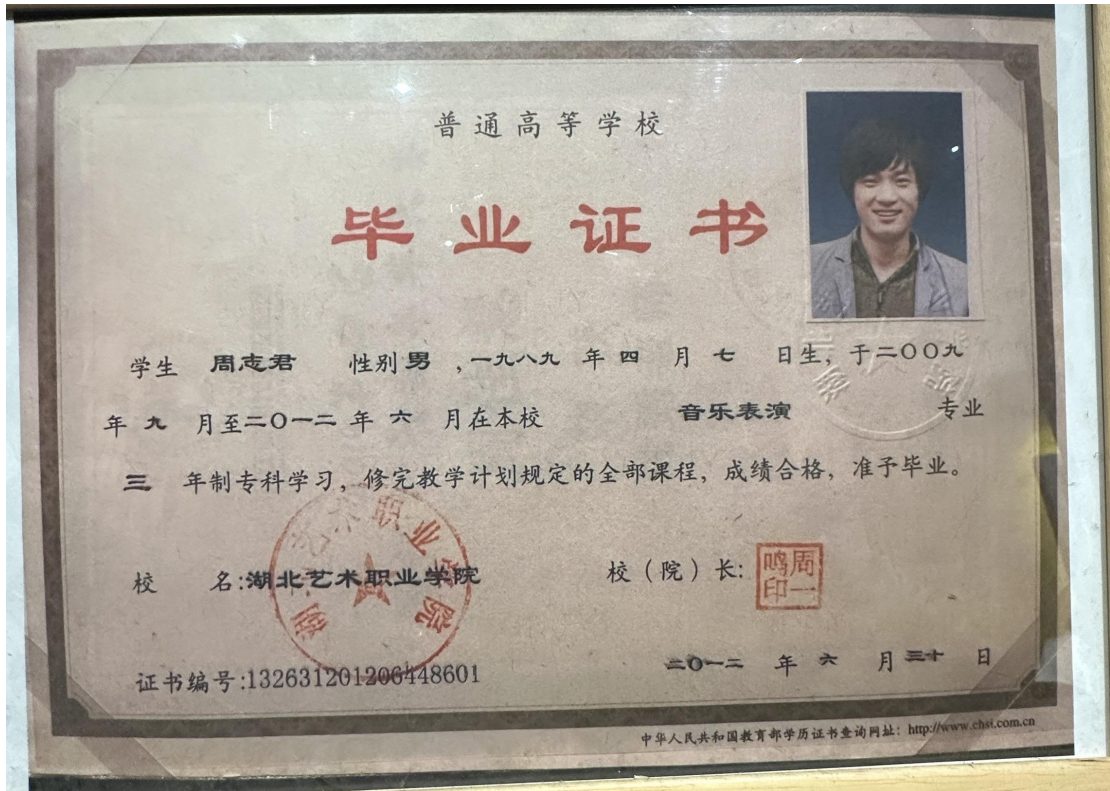 普通高等学校
毕业证书
学生 周志君 性别 男 ，一九八九 年 四 月 七 日生，于二〇〇九
年 九 月至二〇一二 年 六 月在本校 音乐表演 专业
三 年制专科学习，修完教学计划规定的全部课程，成绩合格，准予毕业。
校 名:湖北艺术职业学院
校（院）长:
周一鸣印
证书编号:132631201206448601
二〇一二 年 六 月 三十 日
中华人民共和国教育部学历证书查询网址：http://www.chsi.com.cn